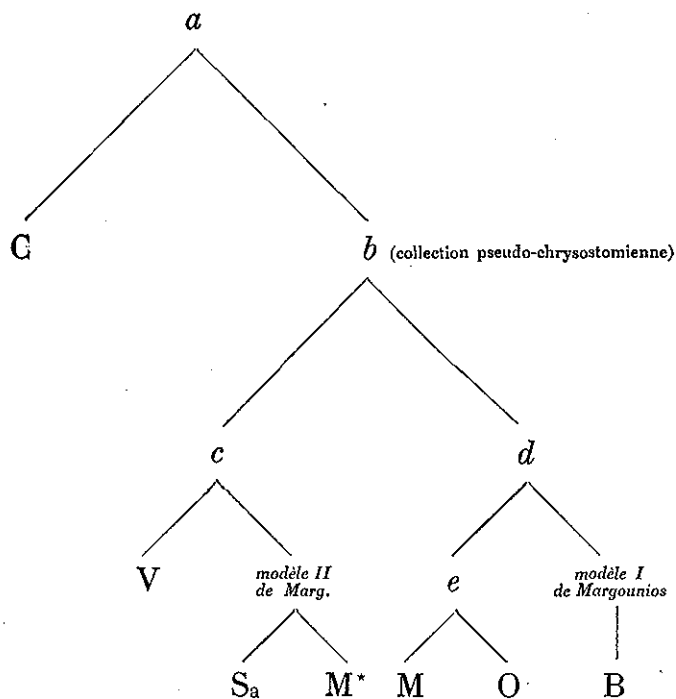 a
C
b (collection pseudo-chrysostomienne)
c d
V modèle II e modèle I
de Marg. de Margounios
Sa M* M O B